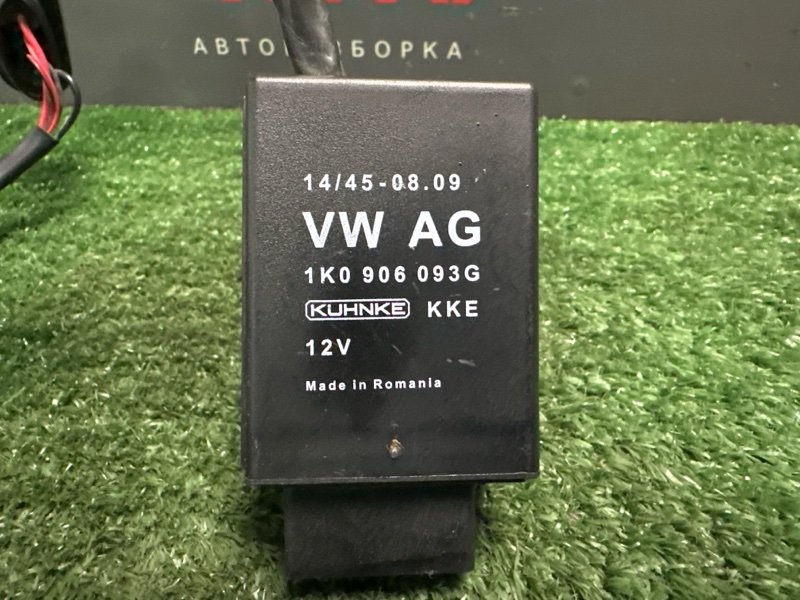 14/45-08.09
VW AG
1K0 906 093G
KUHNKE KKE
12V
Made in Romania